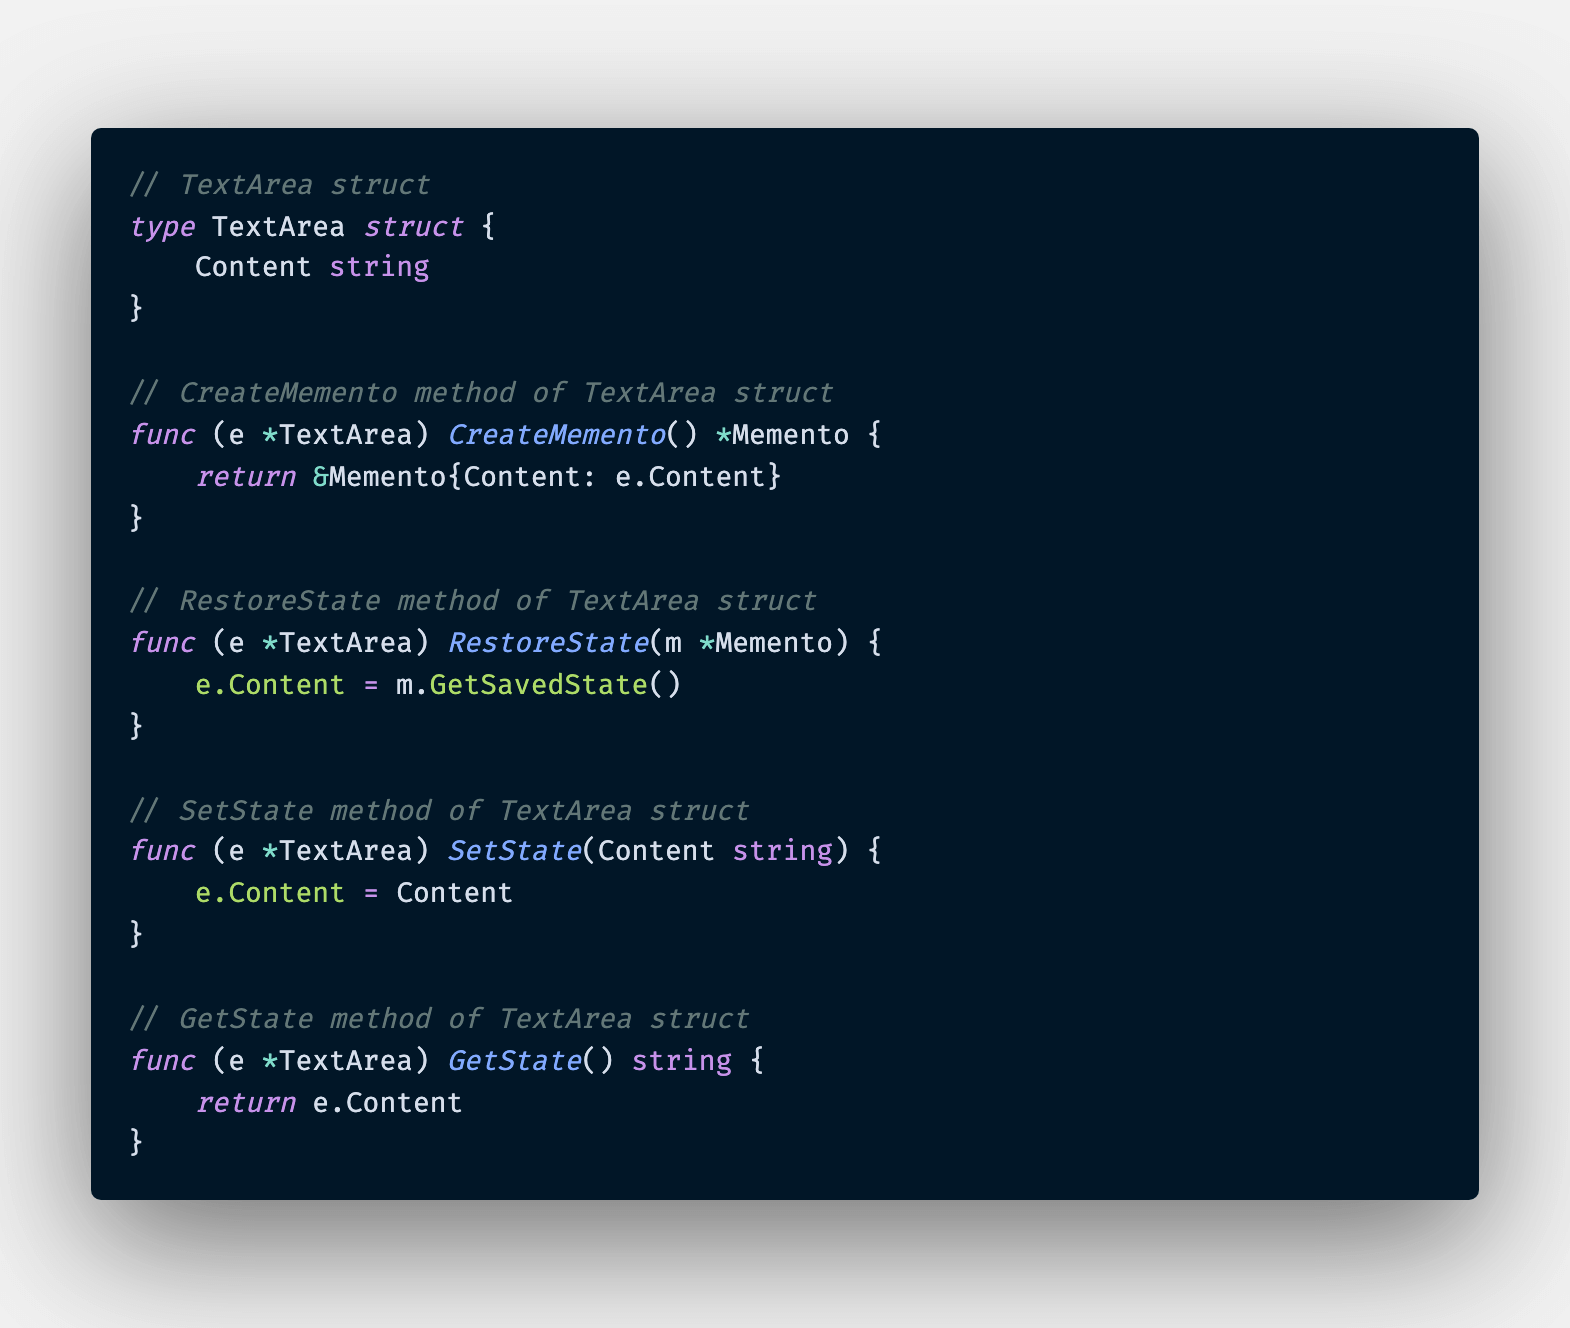 // TextArea struct
type TextArea struct {
    Content string
}

// CreateMemento method of TextArea struct
func (e *TextArea) CreateMemento() *Memento {
    return &Memento{Content: e.Content}
}

// RestoreState method of TextArea struct
func (e *TextArea) RestoreState(m *Memento) {
    e.Content = m.GetSavedState()
}

// SetState method of TextArea struct
func (e *TextArea) SetState(Content string) {
    e.Content = Content
}

// GetState method of TextArea struct
func (e *TextArea) GetState() string {
    return e.Content
}